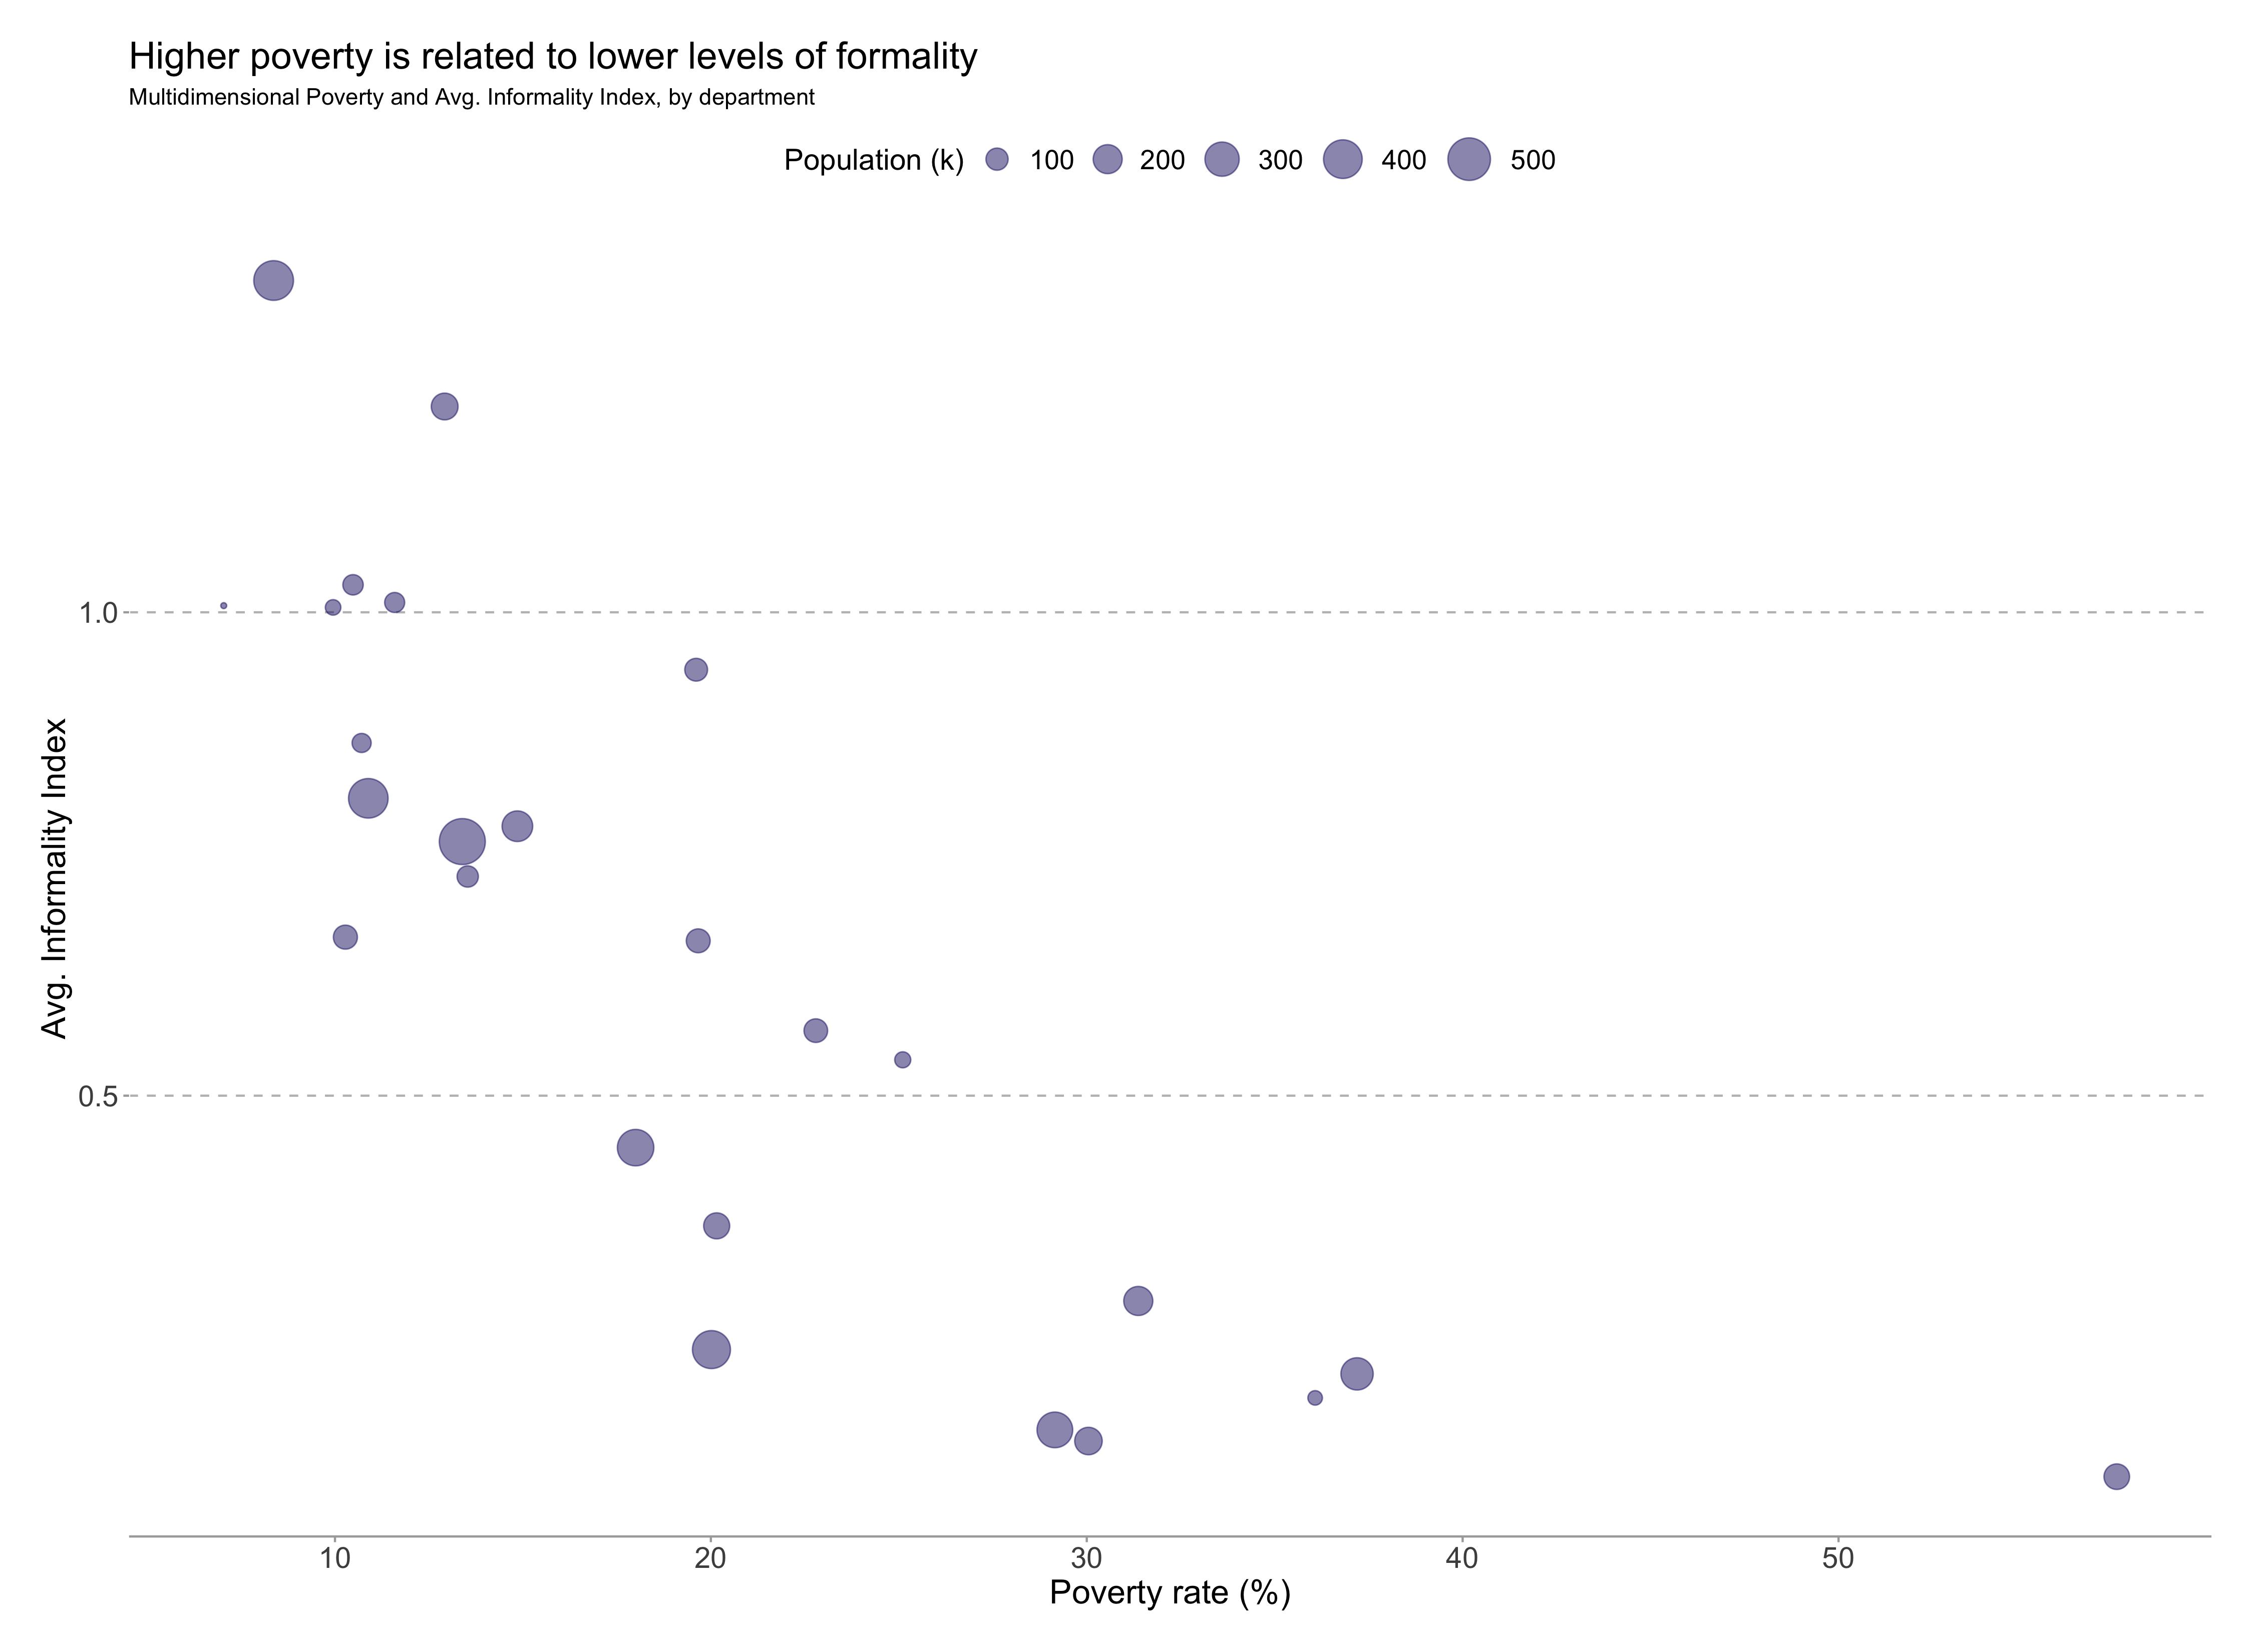 Higher poverty is related to lower levels of formality
Multidimensional Poverty and Avg. Informality Index, by department
Population (k) 100 200 300 400 500
Avg. Informality Index
1.0
0.5
10 20 30 40 50
Poverty rate (%)